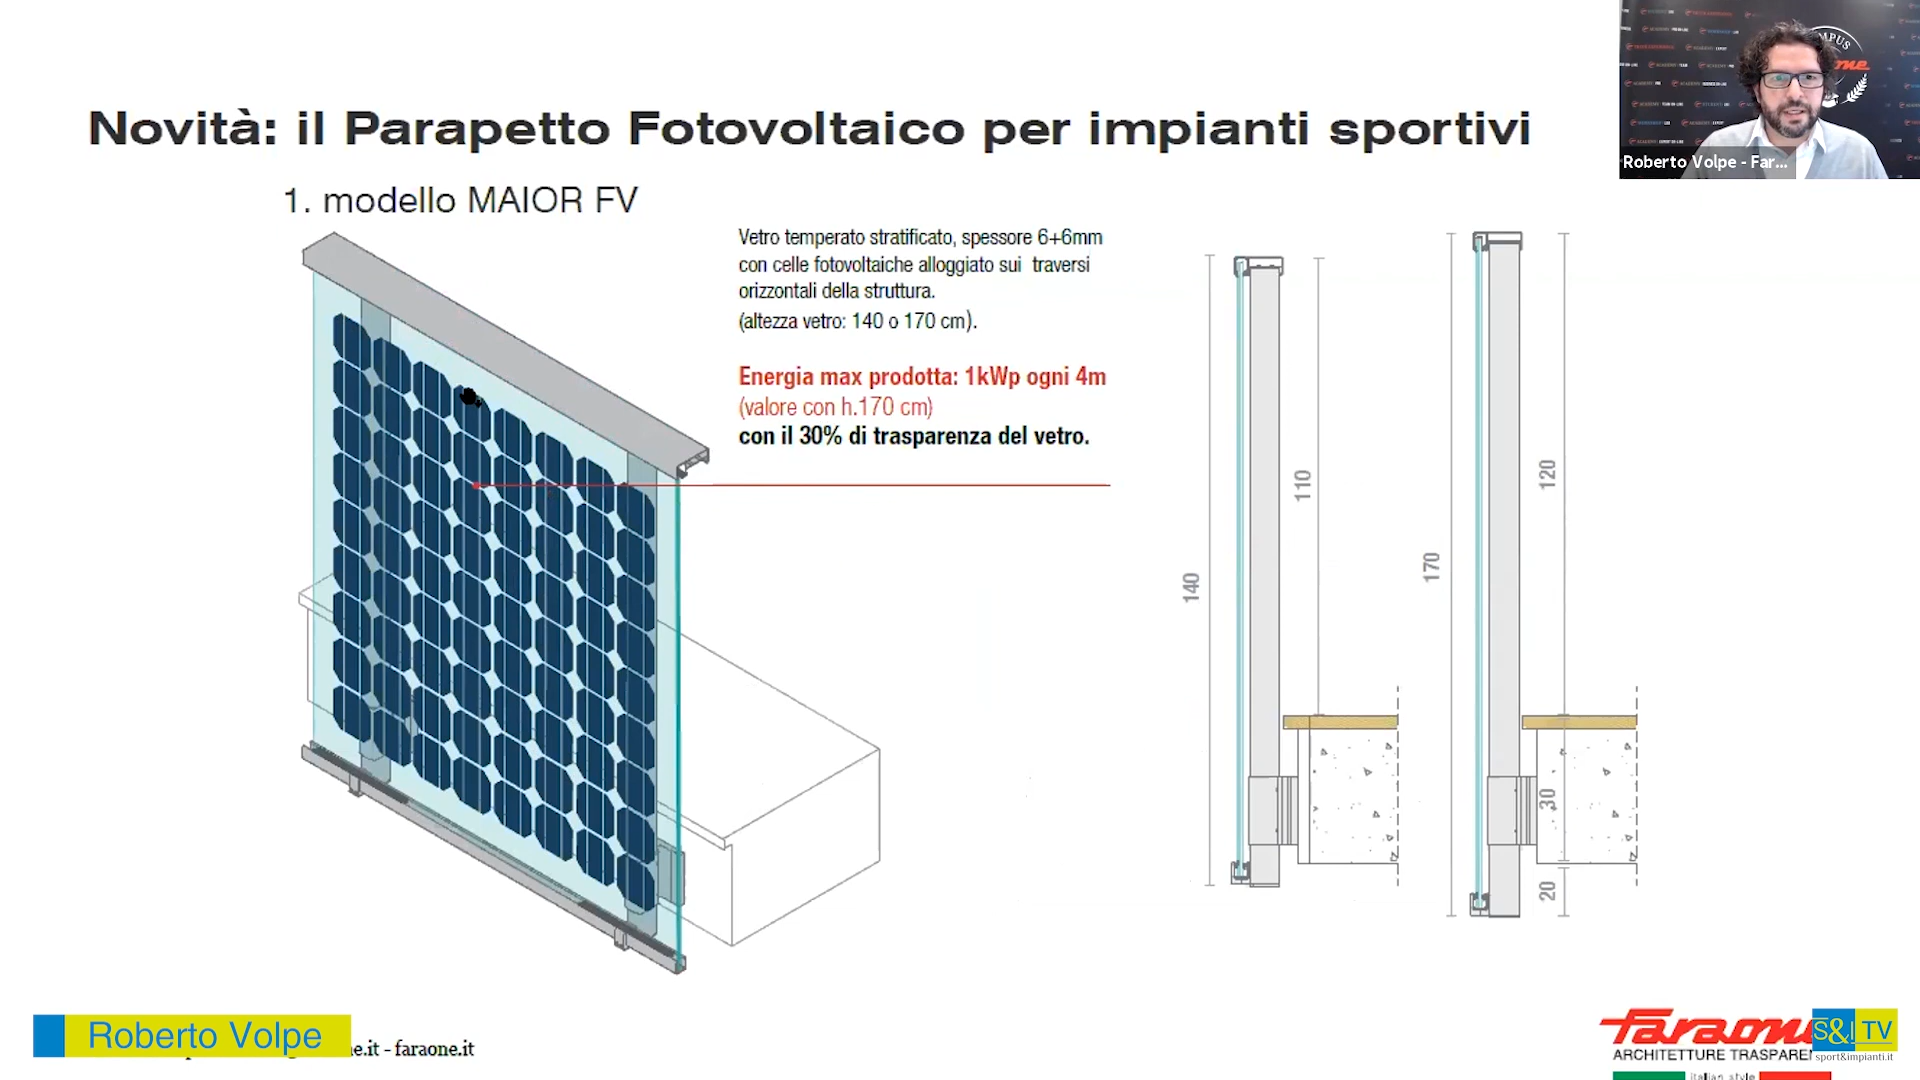 Novità: il Parapetto Fotovoltaico per impianti sportivi
1. modello MAIOR FV
Vetro temperato stratificato, spessore 6+6mm
con celle fotovoltaiche alloggiato sui traversi
orizzontali della struttura.
(altezza vetro: 140 o 170 cm).
Energia max prodotta: 1kWp ogni 4m
(valore con h.170 cm)
con il 30% di trasparenza del vetro.
140
110
170
120
30
20
Roberto Volpe - Far...
Roberto Volpe
e.it - faraone.it
faraone
ARCHITETTURE TRASPAREN
italian style
S&I TV
sport&impianti.it